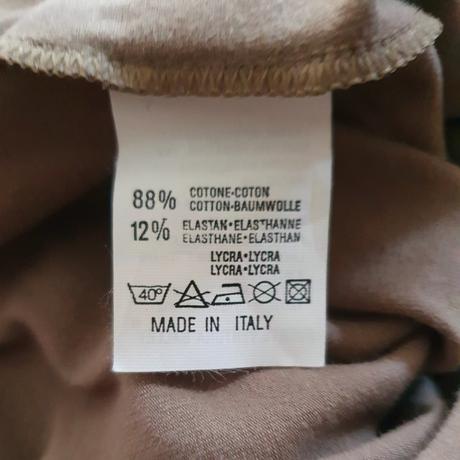 88% COTONE•COTON
COTTON•BAUMWOLLE
12% ELASTAN•ELASTHANNE
ELASTHANE•ELASTHAN
LYCRA•LYCRA
LYCRA•LYCRA
40°
MADE IN ITALY